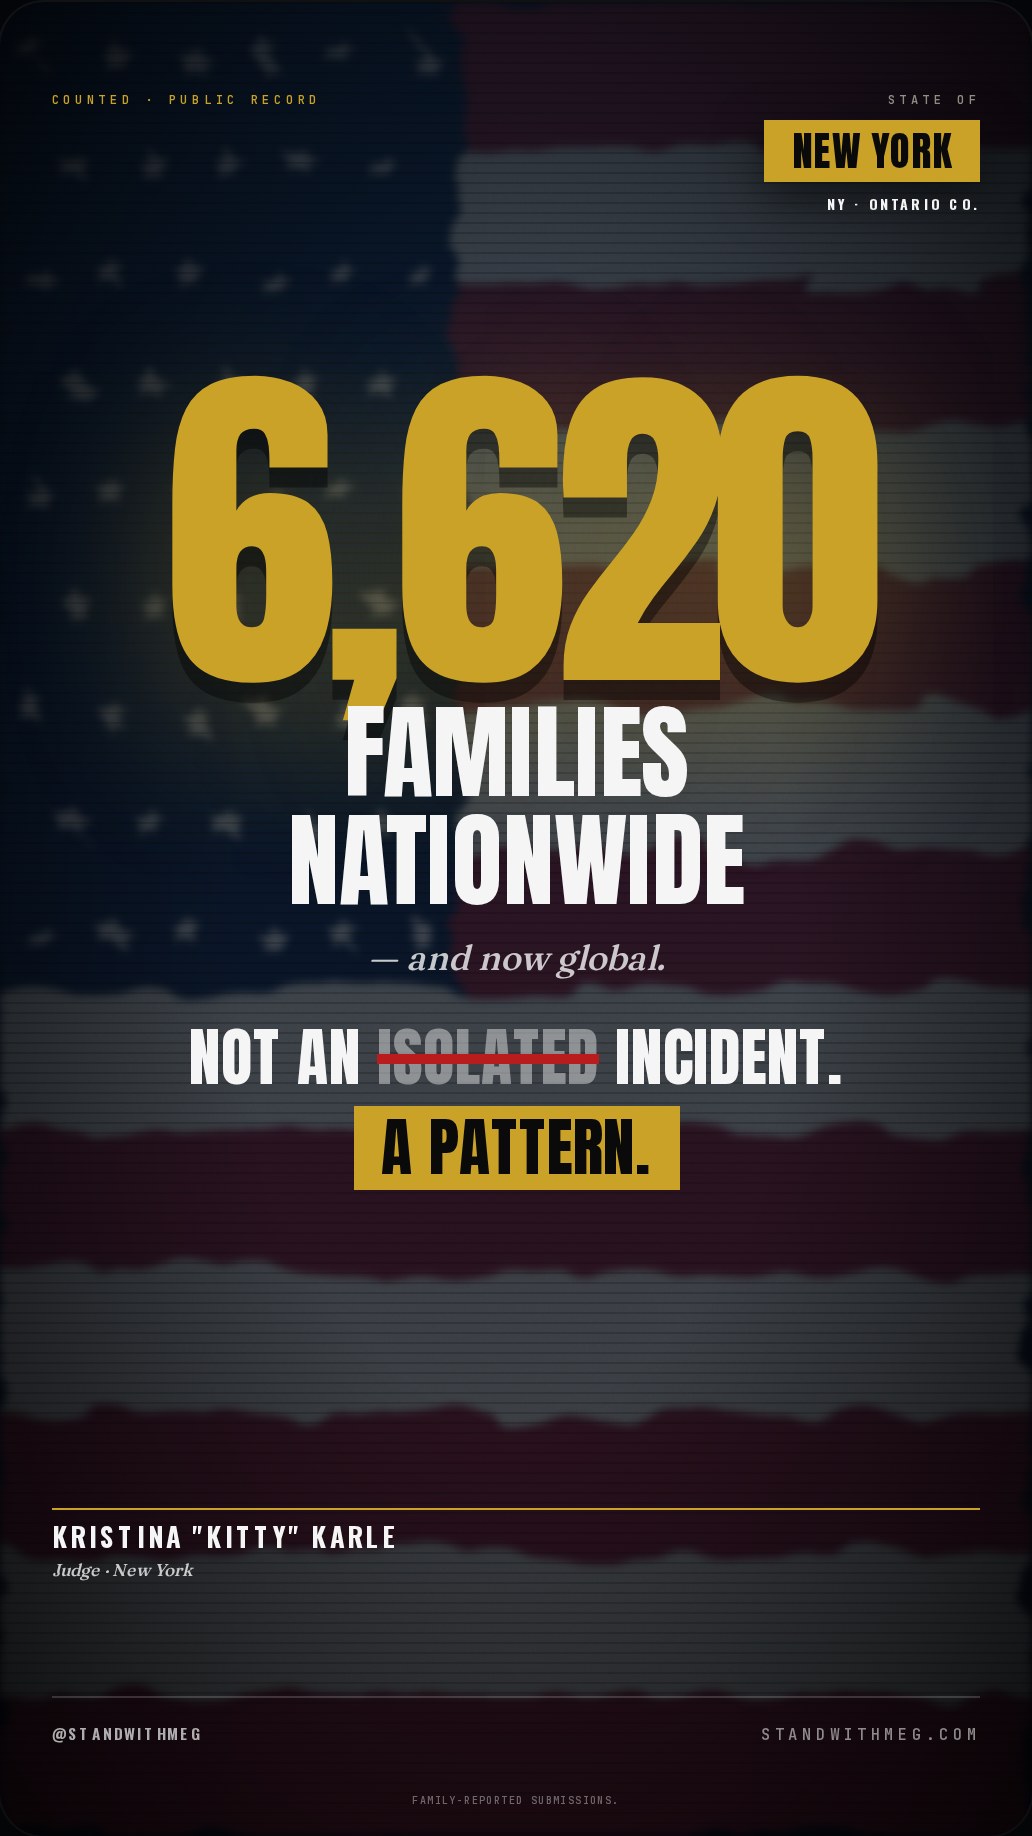 COUNTED · PUBLIC RECORD
STATE OF
NEW YORK
NY · ONTARIO CO.
6,620
FAMILIES
NATIONWIDE
— and now global.
NOT AN ISOLATED INCIDENT.
A PATTERN.
KRISTINA "KITTY" KARLE
Judge · New York
@STANDWITHMEG
STANDWITHMEG.COM
FAMILY-REPORTED SUBMISSIONS.